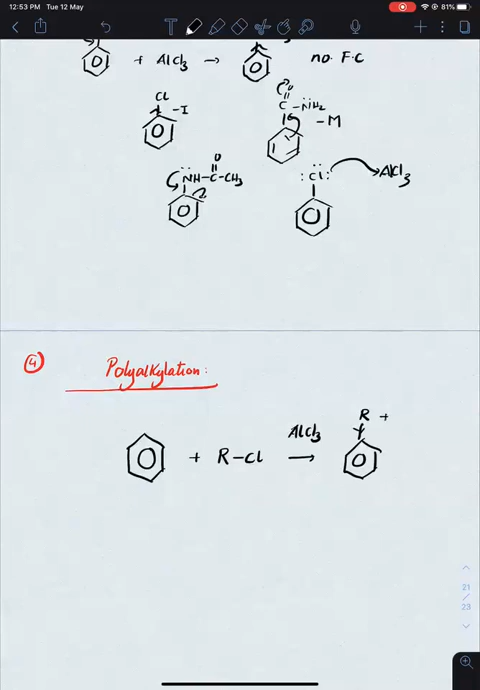 12:53 PM Tue 12 May
81%
+ AlCl3 → no F·C
Cl
-I
O
C-NH2
-M
O
NH-C-CH3
:Cl: AlCl3
4 Polyalkylation:
R +
+ R-Cl AlCl3 →
21
/
23